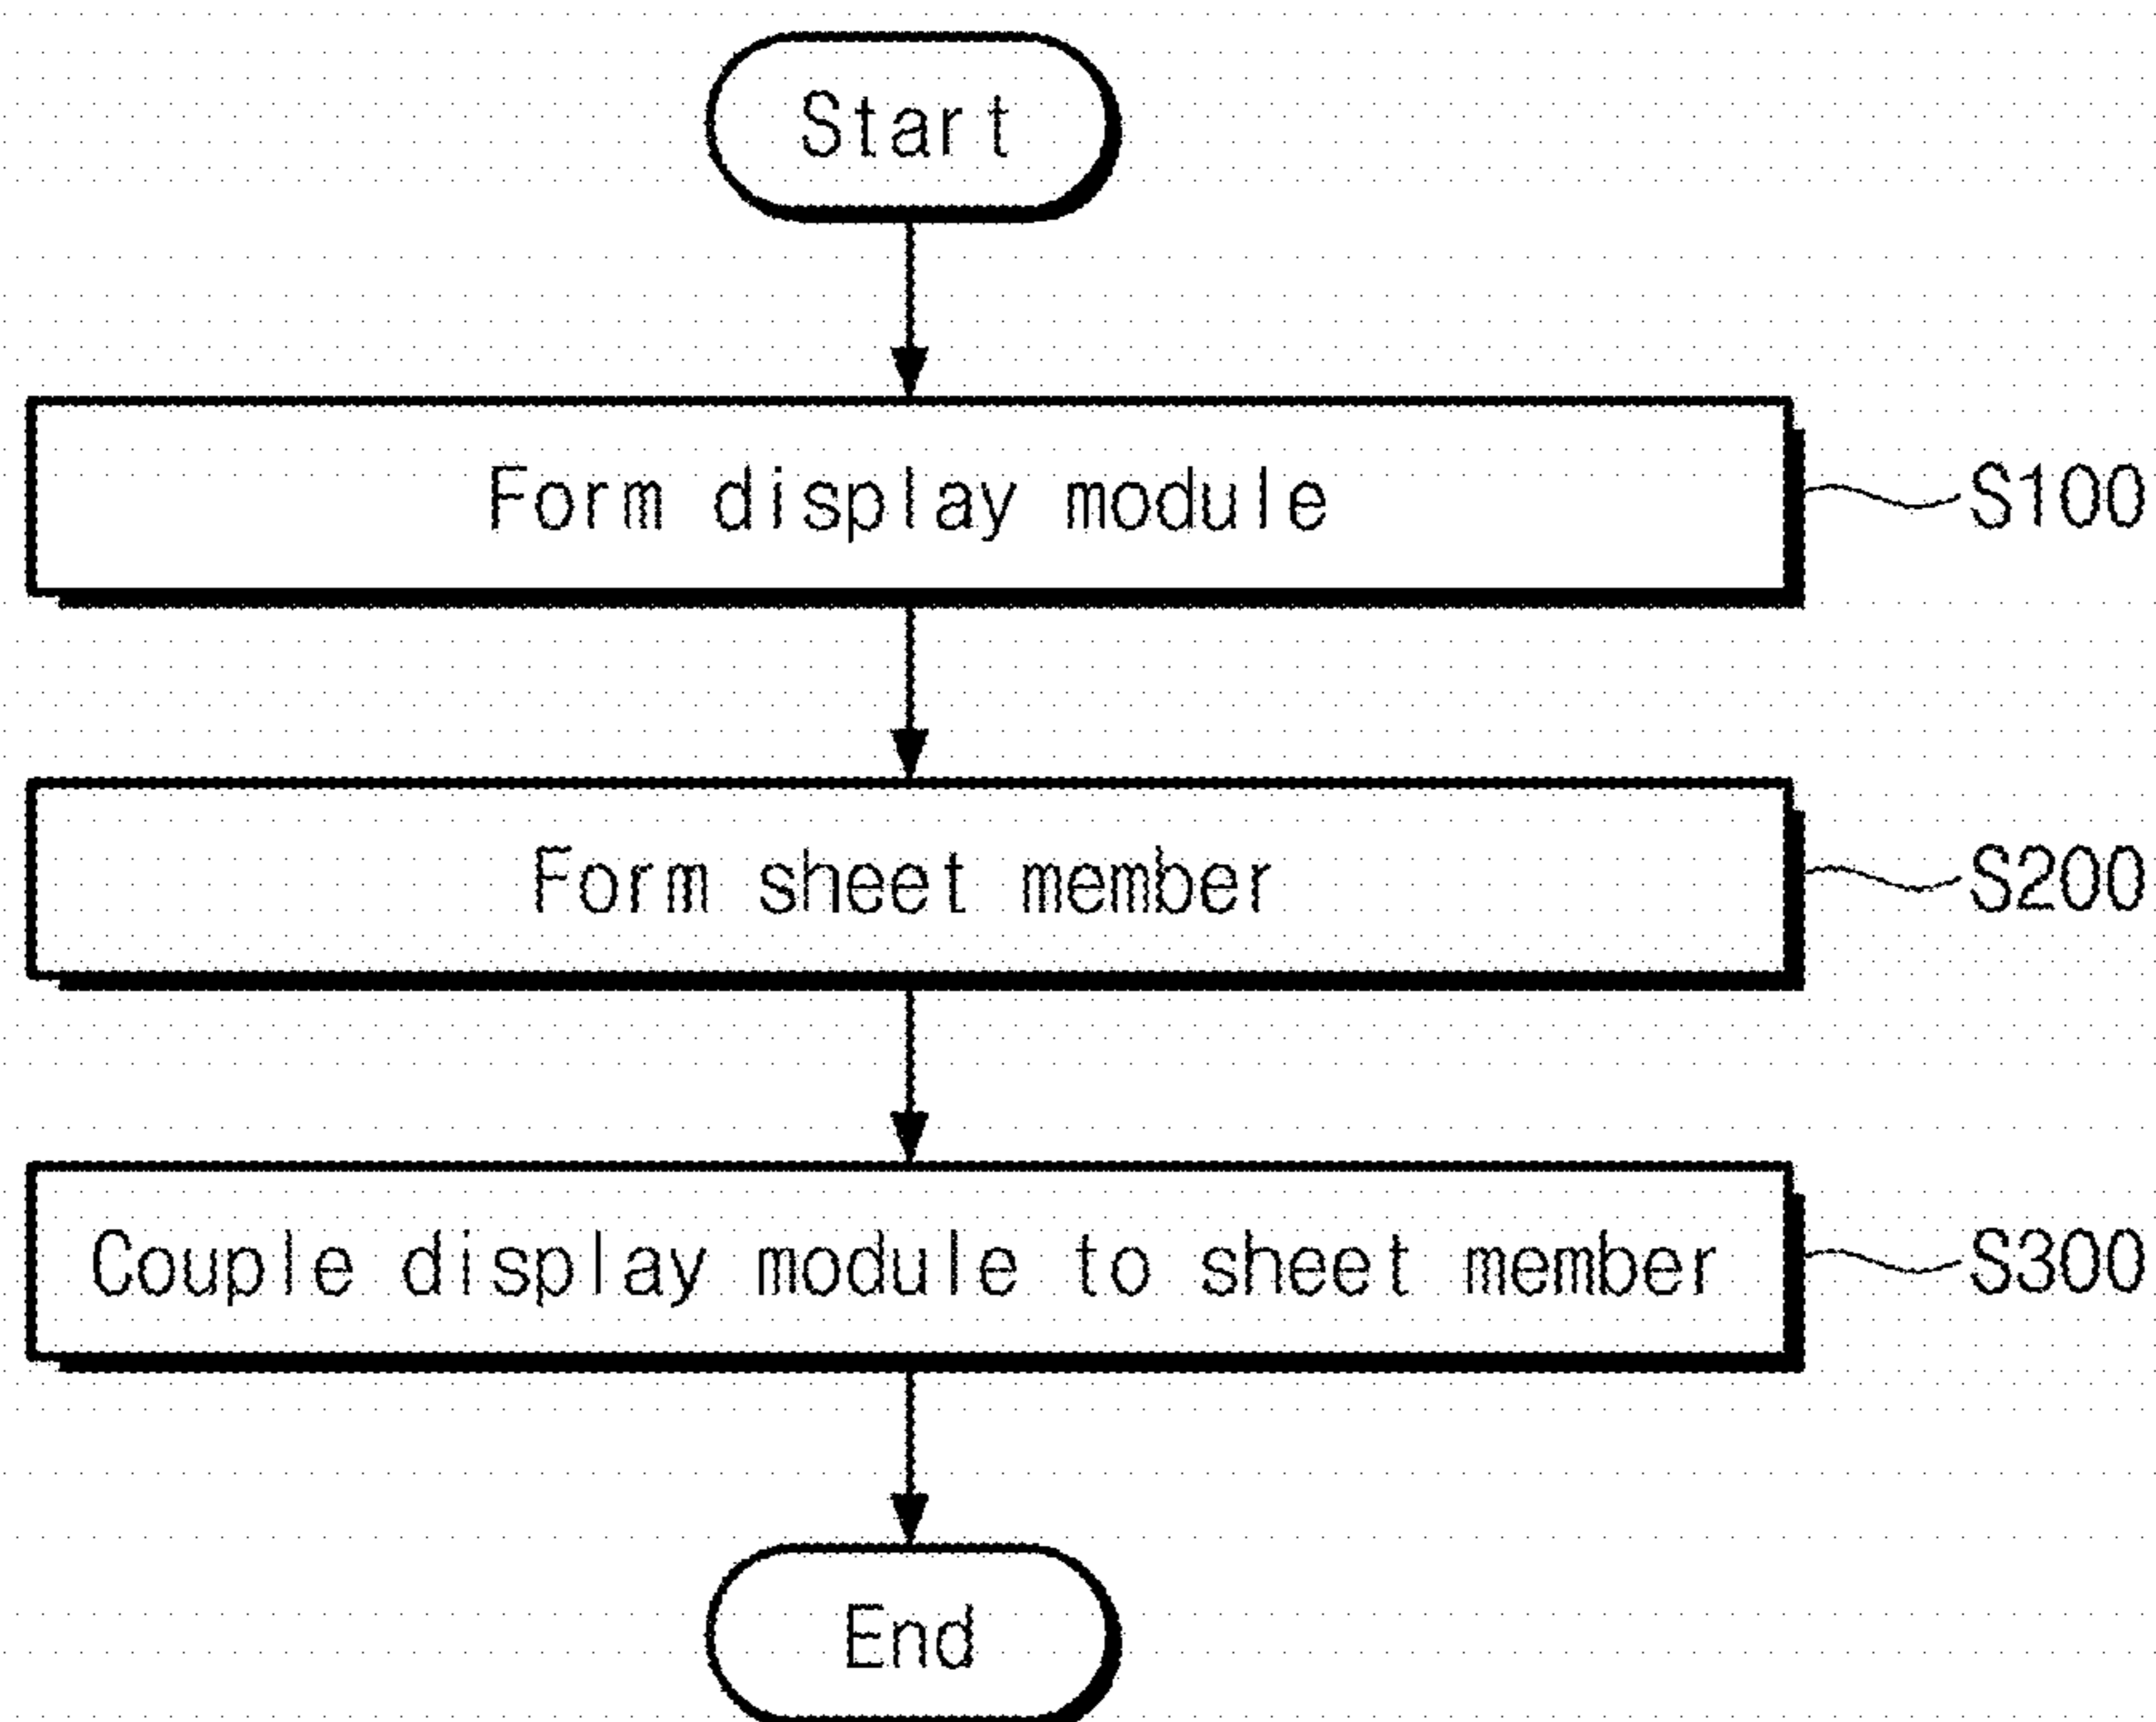 Start
Form display module
S100
Form sheet member
S200
Couple display module to sheet member
S300
End